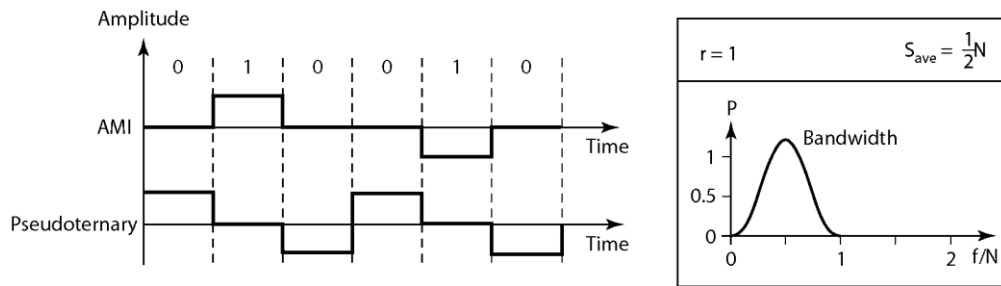 Amplitude
0 1 0 0 1 0
AMI
Time
Pseudoternary
Time
r = 1
S_ave = 1/2 N
P
Bandwidth
1
0.5
0
0 1 2 f/N